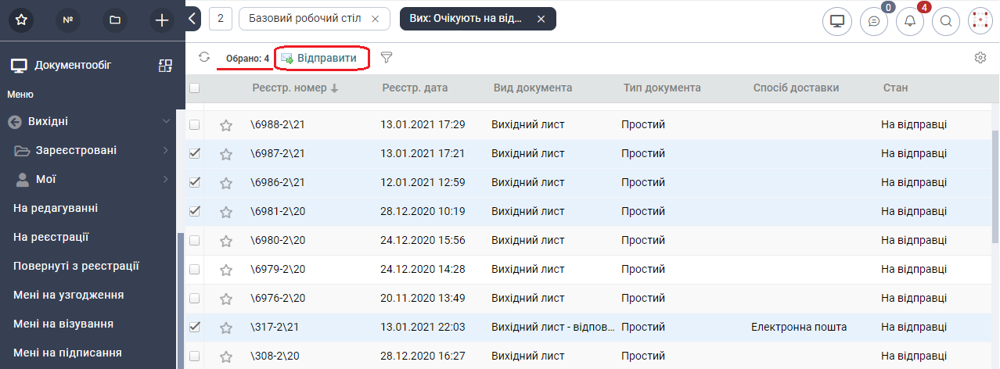 №
2
Базовий робочий стіл
Вих: Очікують на від...
0
4
Документообіг
Меню
Вихідні
Зареєстровані
Мої
На редагуванні
На реєстрації
Повернуті з реєстрації
Мені на узгодження
Мені на візування
Мені на підписання
Обрано: 4 Відправити
Реєстр. номер Реєстр. дата Вид документа Тип документа Спосіб доставки Стан
\6988-2\21 13.01.2021 17:29 Вихідний лист Простий На відправці
\6987-2\21 13.01.2021 17:21 Вихідний лист Простий На відправці
\6986-2\21 12.01.2021 12:59 Вихідний лист Простий На відправці
\6981-2\20 28.12.2020 10:19 Вихідний лист Простий На відправці
\6980-2\20 24.12.2020 15:56 Вихідний лист Простий На відправці
\6979-2\20 24.12.2020 14:28 Вихідний лист Простий На відправці
\6976-2\20 20.11.2020 13:49 Вихідний лист Простий На відправці
\317-2\21 13.01.2021 22:03 Вихідний лист - відпов... Простий Електронна пошта На відправці
\308-2\20 28.12.2020 16:27 Вихідний лист Простий На відправці